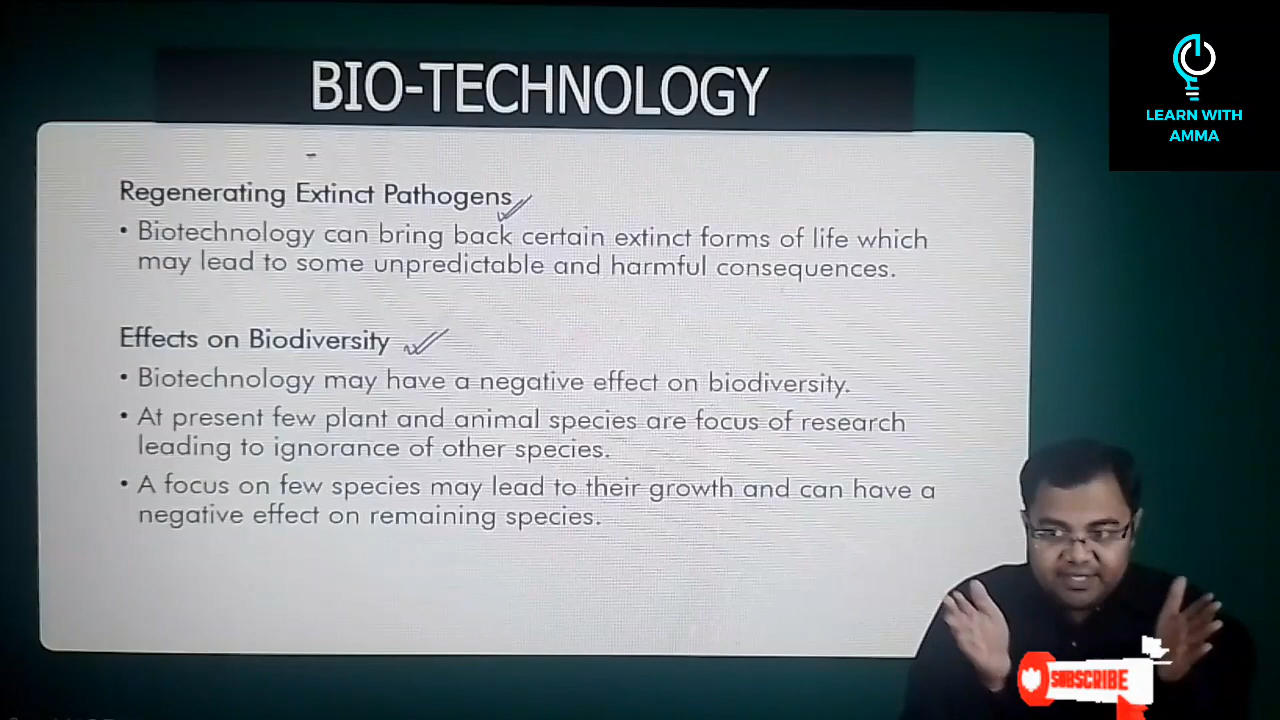 BIO-TECHNOLOGY
LEARN WITH
AMMA
Regenerating Extinct Pathogens
• Biotechnology can bring back certain extinct forms of life which
may lead to some unpredictable and harmful consequences.
Effects on Biodiversity
• Biotechnology may have a negative effect on biodiversity.
• At present few plant and animal species are focus of research
leading to ignorance of other species.
• A focus on few species may lead to their growth and can have a
negative effect on remaining species.
SUBSCRIBE